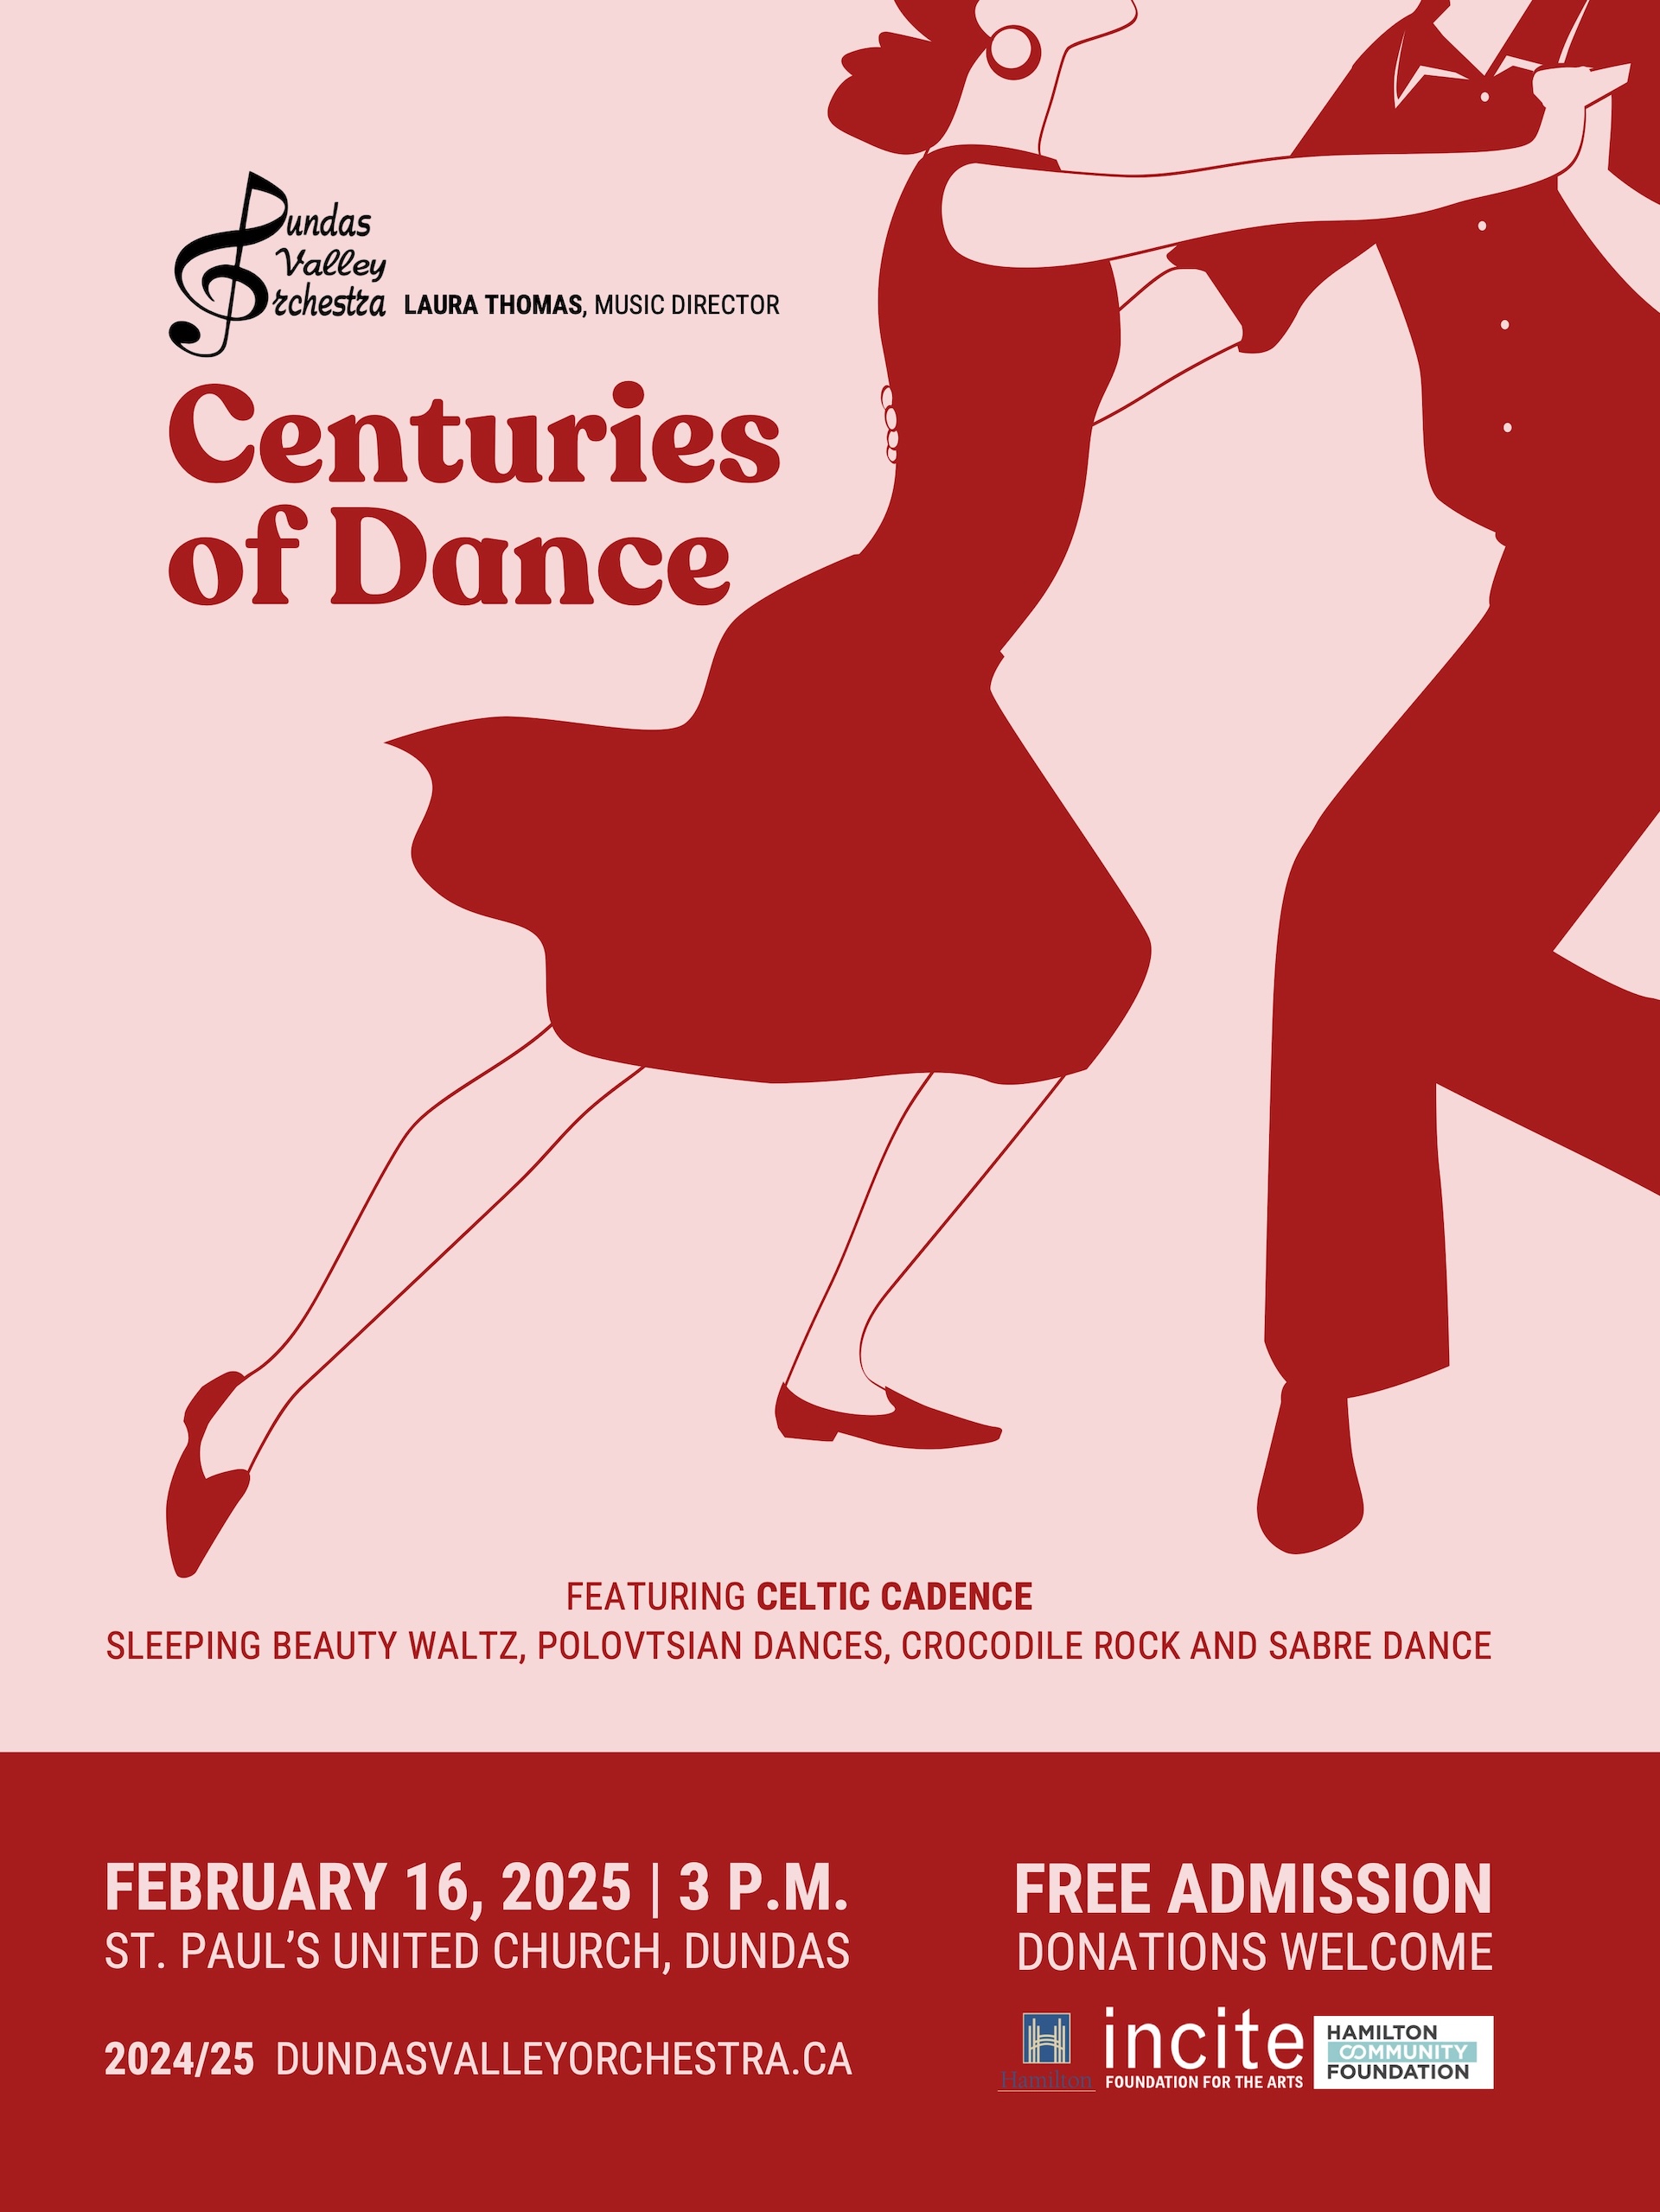 Dundas
Valley
Orchestra LAURA THOMAS, MUSIC DIRECTOR
Centuries
of Dance
FEATURING CELTIC CADENCE
SLEEPING BEAUTY WALTZ, POLOVTSIAN DANCES, CROCODILE ROCK AND SABRE DANCE
FEBRUARY 16, 2025 | 3 P.M.
ST. PAUL’S UNITED CHURCH, DUNDAS
2024/25 DUNDASVALLEYORCHESTRA.CA
FREE ADMISSION
DONATIONS WELCOME
Hamilton
incite
FOUNDATION FOR THE ARTS
HAMILTON
COMMUNITY
FOUNDATION